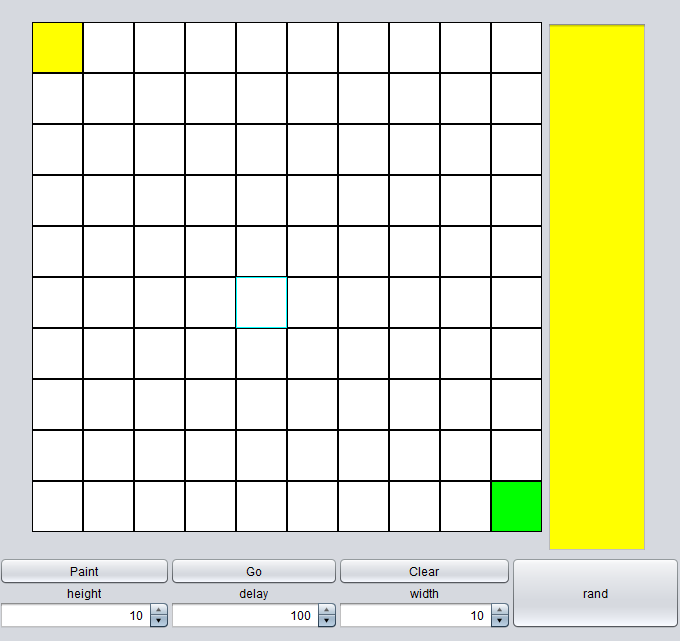 Paint Go Clear
rand
height delay width
10 100 10